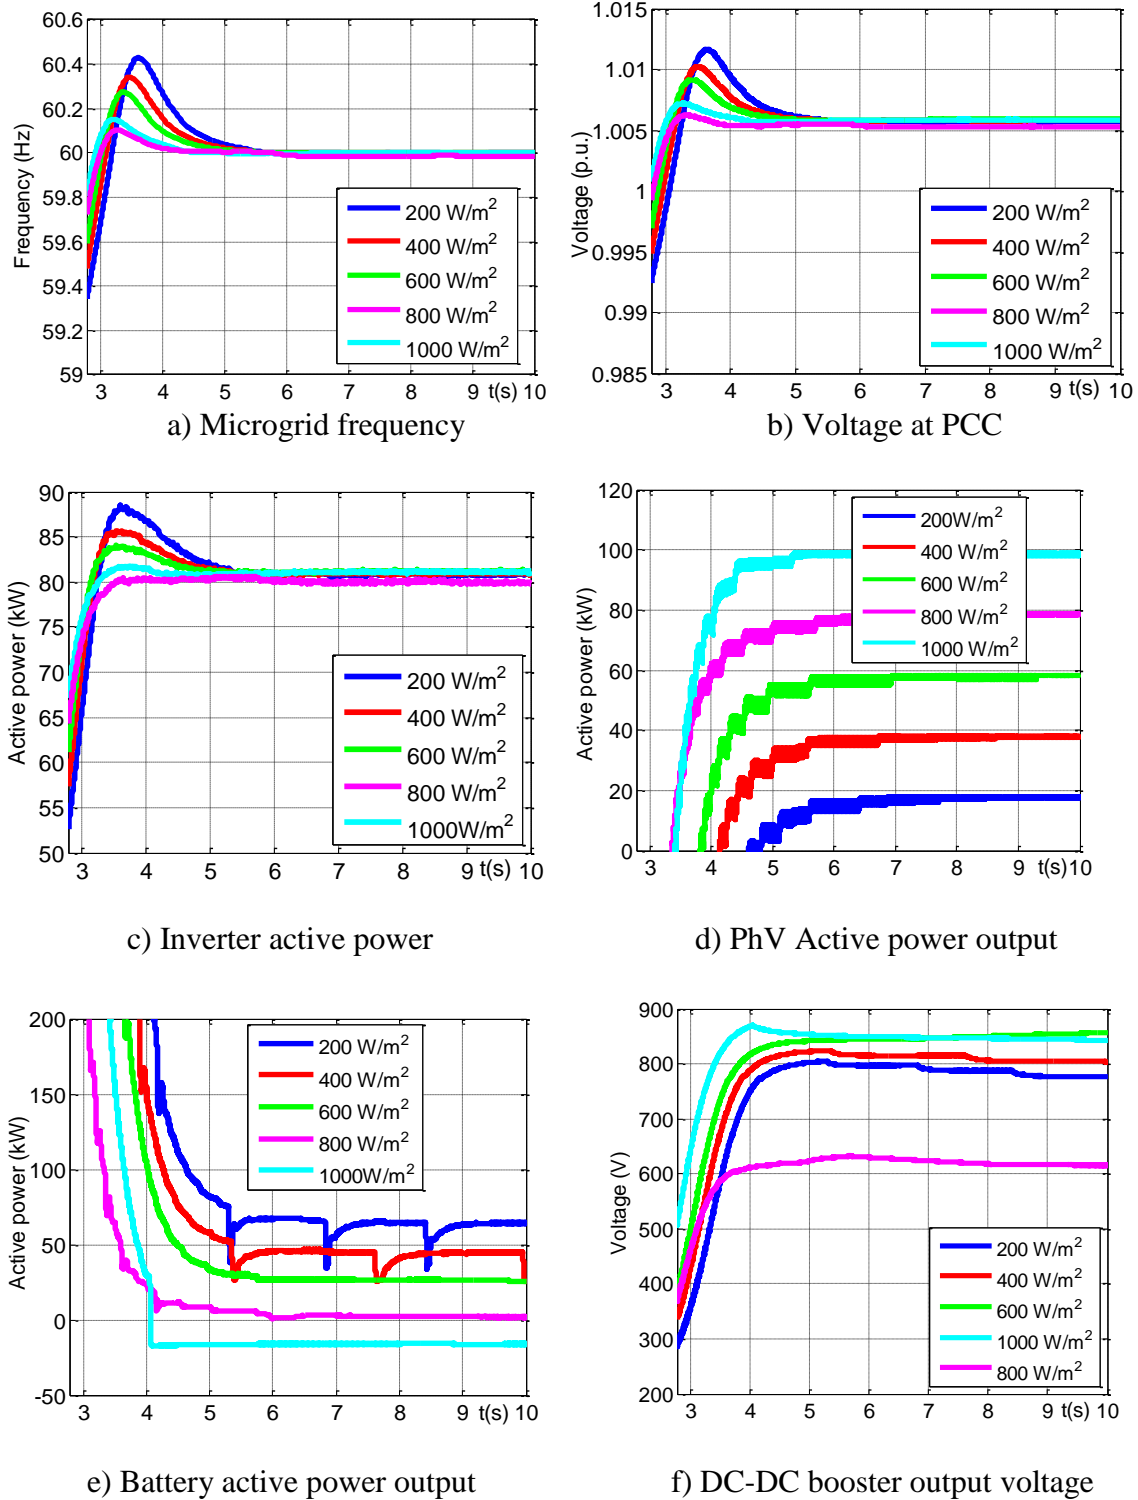 60.6
60.4
60.2
60
59.8
59.6
59.4
59.2
59
Frequency (Hz)
3 4 5 6 7 8 t(s) 9 10
200 W/m²
400 W/m²
600 W/m²
800 W/m²
1000 W/m²
a) Microgrid frequency
1.015
1.01
1.005
1
0.995
0.99
0.985
Voltage (p.u.)
3 4 5 6 7 8 9 t(s) 10
200 W/m²
400 W/m²
600 W/m²
800 W/m²
1000 W/m²
b) Voltage at PCC
90
85
80
75
70
65
60
55
50
Active power (kW)
3 4 5 6 7 8 9 t(s) 10
200 W/m²
400 W/m²
600 W/m²
800 W/m²
1000W/m²
c) Inverter active power
120
100
80
60
40
20
0
Active power (kW)
3 4 5 6 7 8 9 t(s) 10
200W/m²
400 W/m²
600 W/m²
800 W/m²
1000 W/m²
d) PhV Active power output
200
150
100
50
0
-50
Active power (kW)
3 4 5 6 7 8 9 t(s) 10
200 W/m²
400 W/m²
600 W/m²
800 W/m²
1000W/m²
e) Battery active power output
900
800
700
600
500
400
300
200
Voltage (V)
3 4 5 6 7 8 9 t(s) 10
200 W/m²
400 W/m²
600 W/m²
1000 W/m²
800 W/m²
f) DC-DC booster output voltage